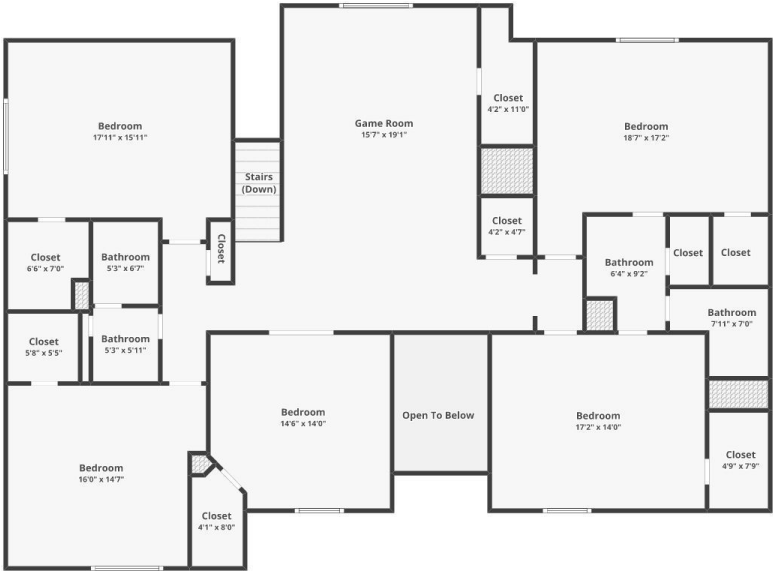 Closet
4'2" x 11'0"
Game Room
15'7" x 19'1"
Bedroom
17'11" x 15'11"
Bedroom
18'7" x 17'2"
Stairs
(Down)
Closet
4'2" x 4'7"
Closet
Closet
6'6" x 7'0"
Bathroom
5'3" x 6'7"
Bathroom
6'4" x 9'2"
Closet
Closet
Bathroom
7'11" x 7'0"
Closet
5'8" x 5'5"
Bathroom
5'3" x 5'11"
Bedroom
14'6" x 14'0"
Open To Below
Bedroom
17'2" x 14'0"
Bedroom
16'0" x 14'7"
Closet
4'9" x 7'9"
Closet
4'1" x 8'0"